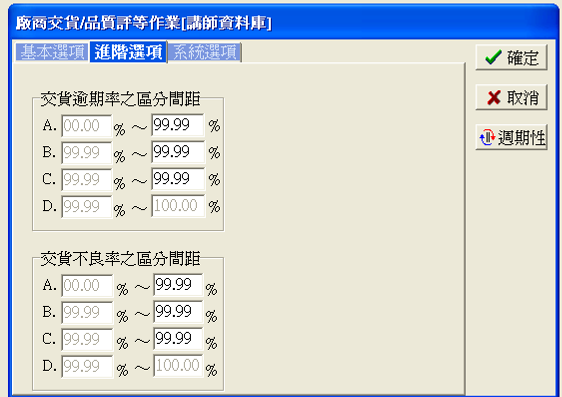 廠商交貨/品質評等作業[講師資料庫]
基本選項 進階選項 系統選項
確定
取消
週期性
交貨逾期率之區分間距
A. 00.00 % ～ 99.99 %
B. 99.99 % ～ 99.99 %
C. 99.99 % ～ 99.99 %
D. 99.99 % ～ 100.00 %
交貨不良率之區分間距
A. 00.00 % ～ 99.99 %
B. 99.99 % ～ 99.99 %
C. 99.99 % ～ 99.99 %
D. 99.99 % ～ 100.00 %